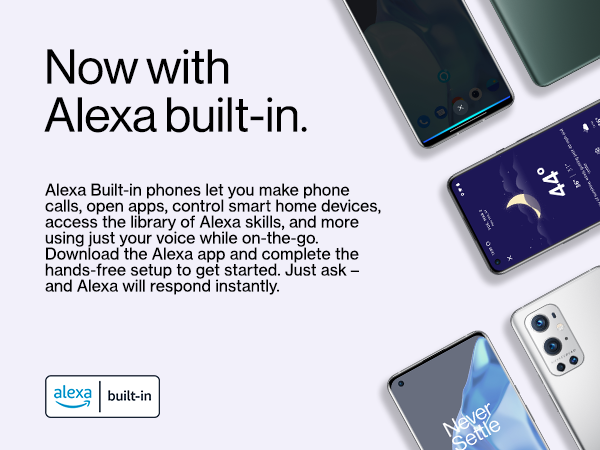 Now with
Alexa built-in.
Alexa Built-in phones let you make phone
calls, open apps, control smart home devices,
access the library of Alexa skills, and more
using just your voice while on-the-go.
Download the Alexa app and complete the
hands-free setup to get started. Just ask –
and Alexa will respond instantly.
alexa | built-in
44°
Never
Settle